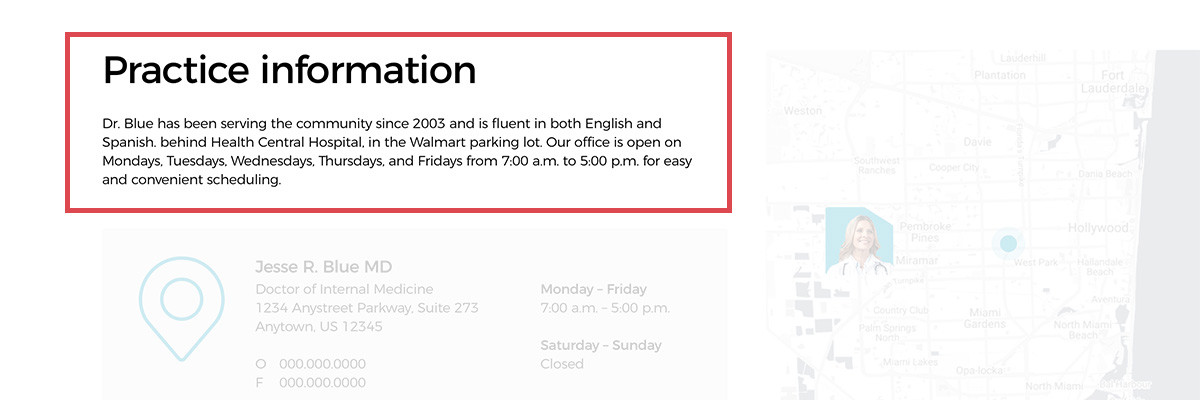 Practice information
Dr. Blue has been serving the community since 2003 and is fluent in both English and
Spanish. behind Health Central Hospital, in the Walmart parking lot. Our office is open on
Mondays, Tuesdays, Wednesdays, Thursdays, and Fridays from 7:00 a.m. to 5:00 p.m. for easy
and convenient scheduling.
Jesse R. Blue MD
Doctor of Internal Medicine
1234 Anystreet Parkway, Suite 273
Anytown, US 12345
O 000.000.0000
F 000.000.0000
Monday – Friday
7:00 a.m. – 5:00 p.m.
Saturday – Sunday
Closed
Lauderhill
Plantation
Fort
Lauderdale
Weston
Davie
Southwest
Ranches
Cooper City
Dania Beach
Pembroke
Pines
Hollywood
Miramar
West Park
Hallandale
Beach
Aventura
Country Club
Miami
Gardens
Palm Springs
North
North Miami
Beach
Miami Lakes
Opa-locka
North Miami
Bal Harbour